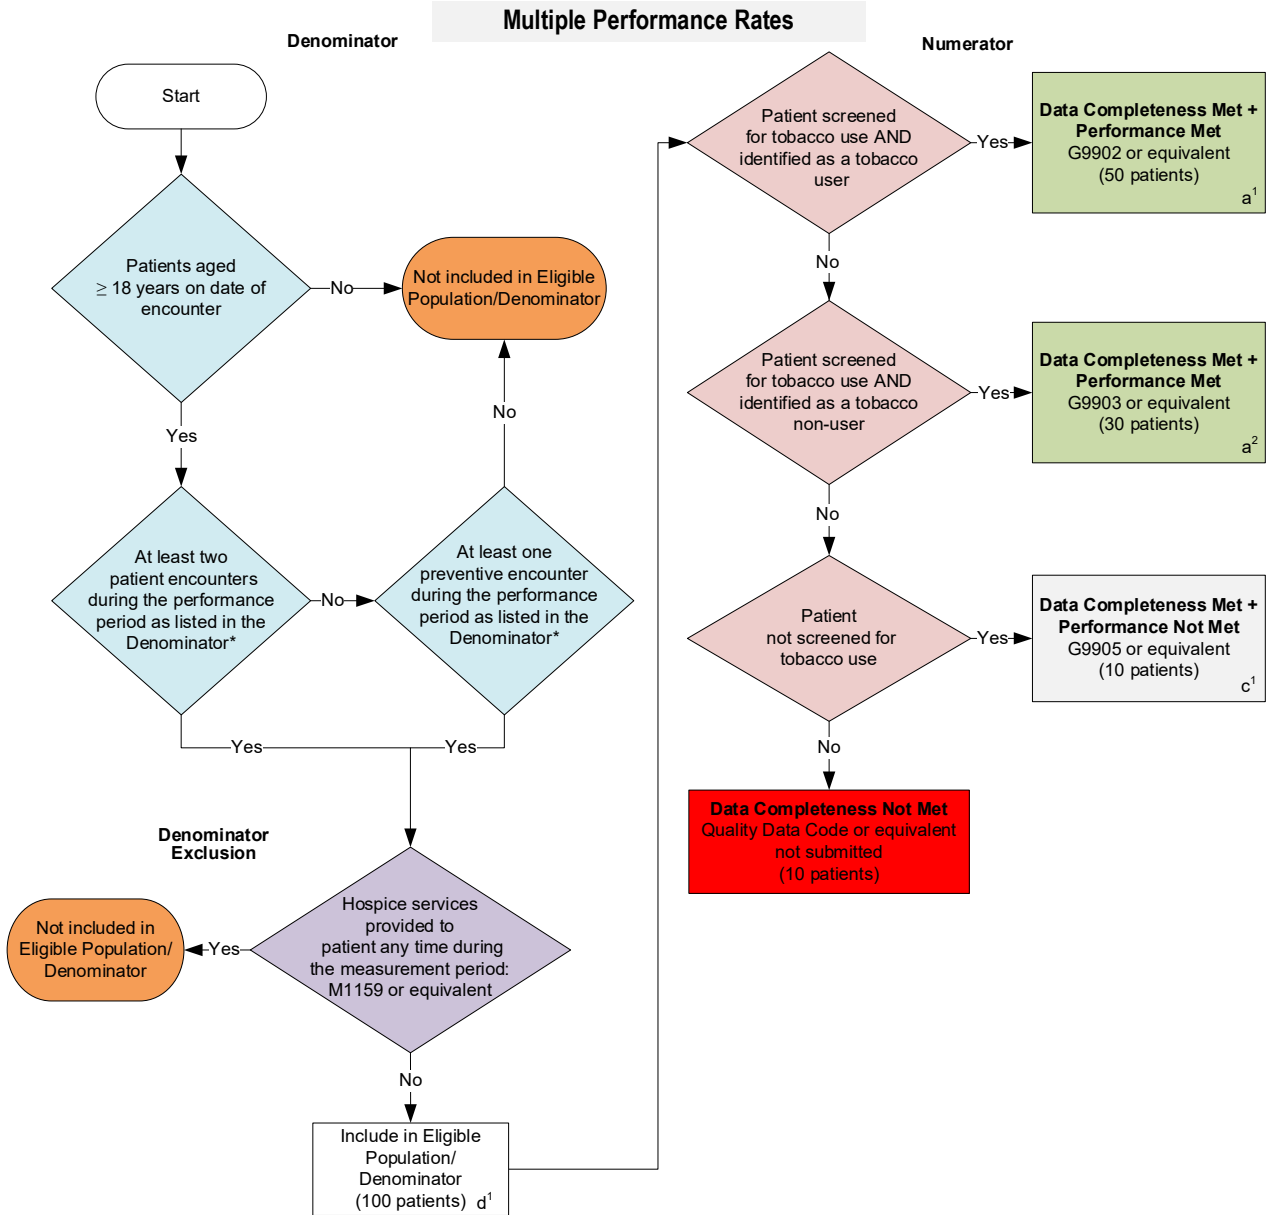 Multiple Performance Rates
Denominator
Start
Patients aged
≥ 18 years on date of
encounter
No
Not included in Eligible
Population/Denominator
Yes
No
At least two
patient encounters
during the performance
period as listed in the
Denominator*
No
At least one
preventive encounter
during the performance
period as listed in the
Denominator*
Yes
Yes
Denominator
Exclusion
Hospice services
provided to
patient any time during
the measurement period:
M1159 or equivalent
Yes
Not included in
Eligible Population/
Denominator
No
Include in Eligible
Population/
Denominator
(100 patients) d¹
Numerator
Patient screened
for tobacco use AND
identified as a tobacco
user
Yes
Data Completeness Met +
Performance Met
G9902 or equivalent
(50 patients)
a¹
No
Patient screened
for tobacco use AND
identified as a tobacco
non-user
Yes
Data Completeness Met +
Performance Met
G9903 or equivalent
(30 patients)
a²
No
Patient
not screened for
tobacco use
Yes
Data Completeness Met +
Performance Not Met
G9905 or equivalent
(10 patients)
c¹
No
Data Completeness Not Met
Quality Data Code or equivalent
not submitted
(10 patients)